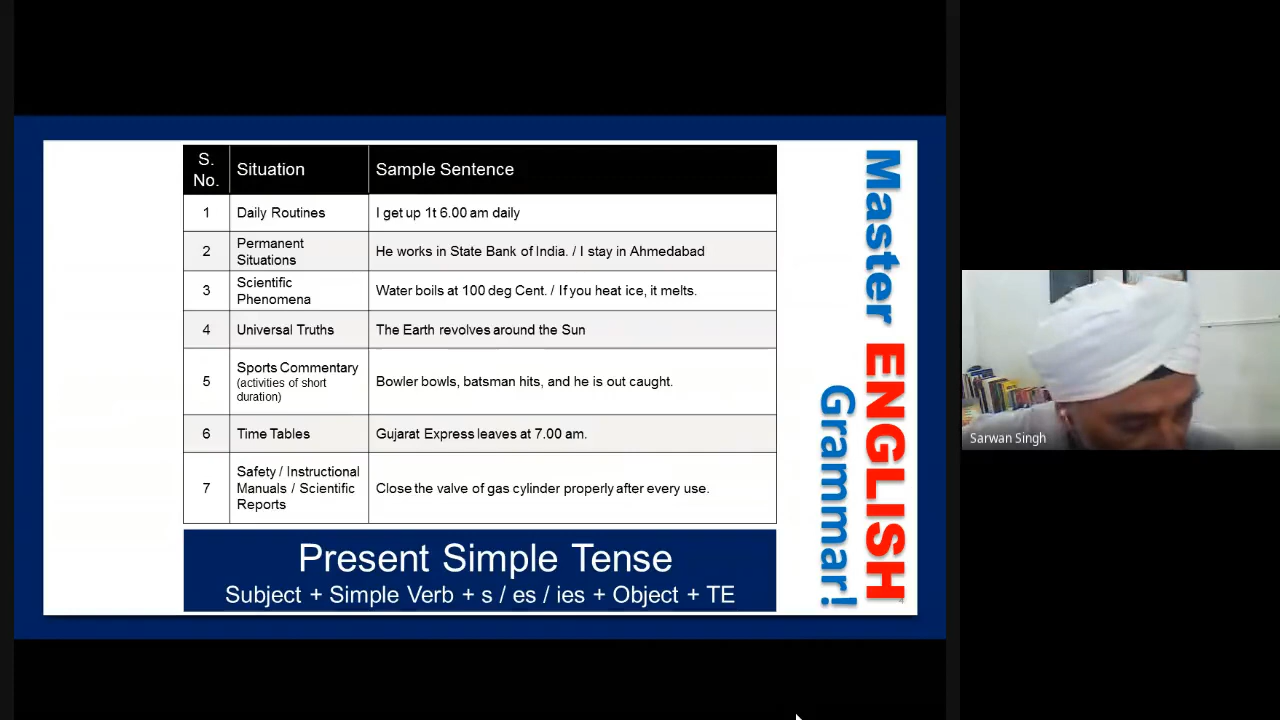 S.
No.
Situation
Sample Sentence
1
Daily Routines
I get up 1t 6.00 am daily
2
Permanent
Situations
He works in State Bank of India. / I stay in Ahmedabad
3
Scientific
Phenomena
Water boils at 100 deg Cent. / If you heat ice, it melts.
4
Universal Truths
The Earth revolves around the Sun
5
Sports Commentary
(activities of short
duration)
Bowler bowls, batsman hits, and he is out caught.
6
Time Tables
Gujarat Express leaves at 7.00 am.
7
Safety / Instructional
Manuals / Scientific
Reports
Close the valve of gas cylinder properly after every use.
Present Simple Tense
Subject + Simple Verb + s / es / ies + Object + TE
Master ENGLISH
Grammar!
Sarwan Singh